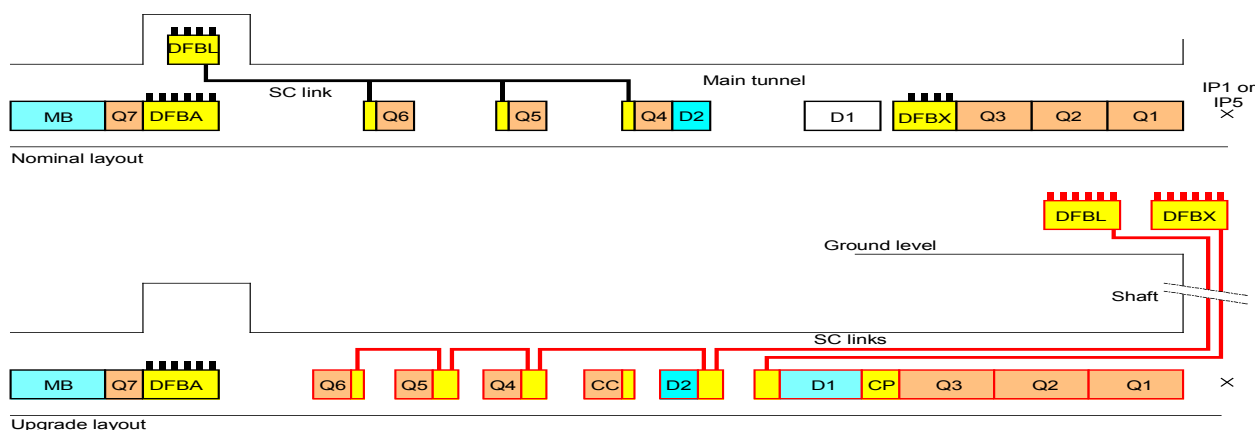 DFBL
Main tunnel
SC link
IP1 or
IP5
MB Q7 DFBA Q6 Q5 Q4 D2 D1 DFBX Q3 Q2 Q1
Nominal layout
DFBL DFBX
Ground level
Shaft
SC links
MB Q7 DFBA Q6 Q5 Q4 CC D2 D1 CP Q3 Q2 Q1
Upgrade layout